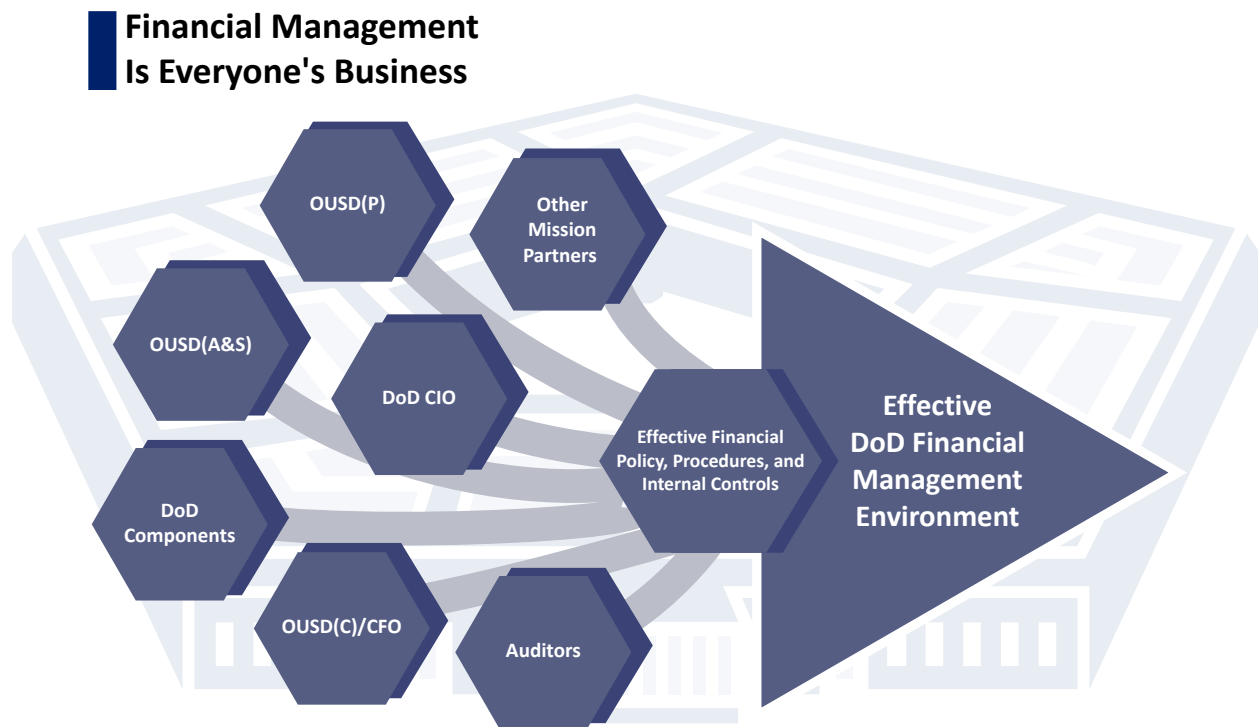 Financial Management
Is Everyone's Business
OUSD(P)
Other
Mission
Partners
OUSD(A&S)
DoD CIO
Effective Financial
Policy, Procedures, and
Internal Controls
Effective
DoD Financial
Management
Environment
DoD
Components
OUSD(C)/CFO
Auditors